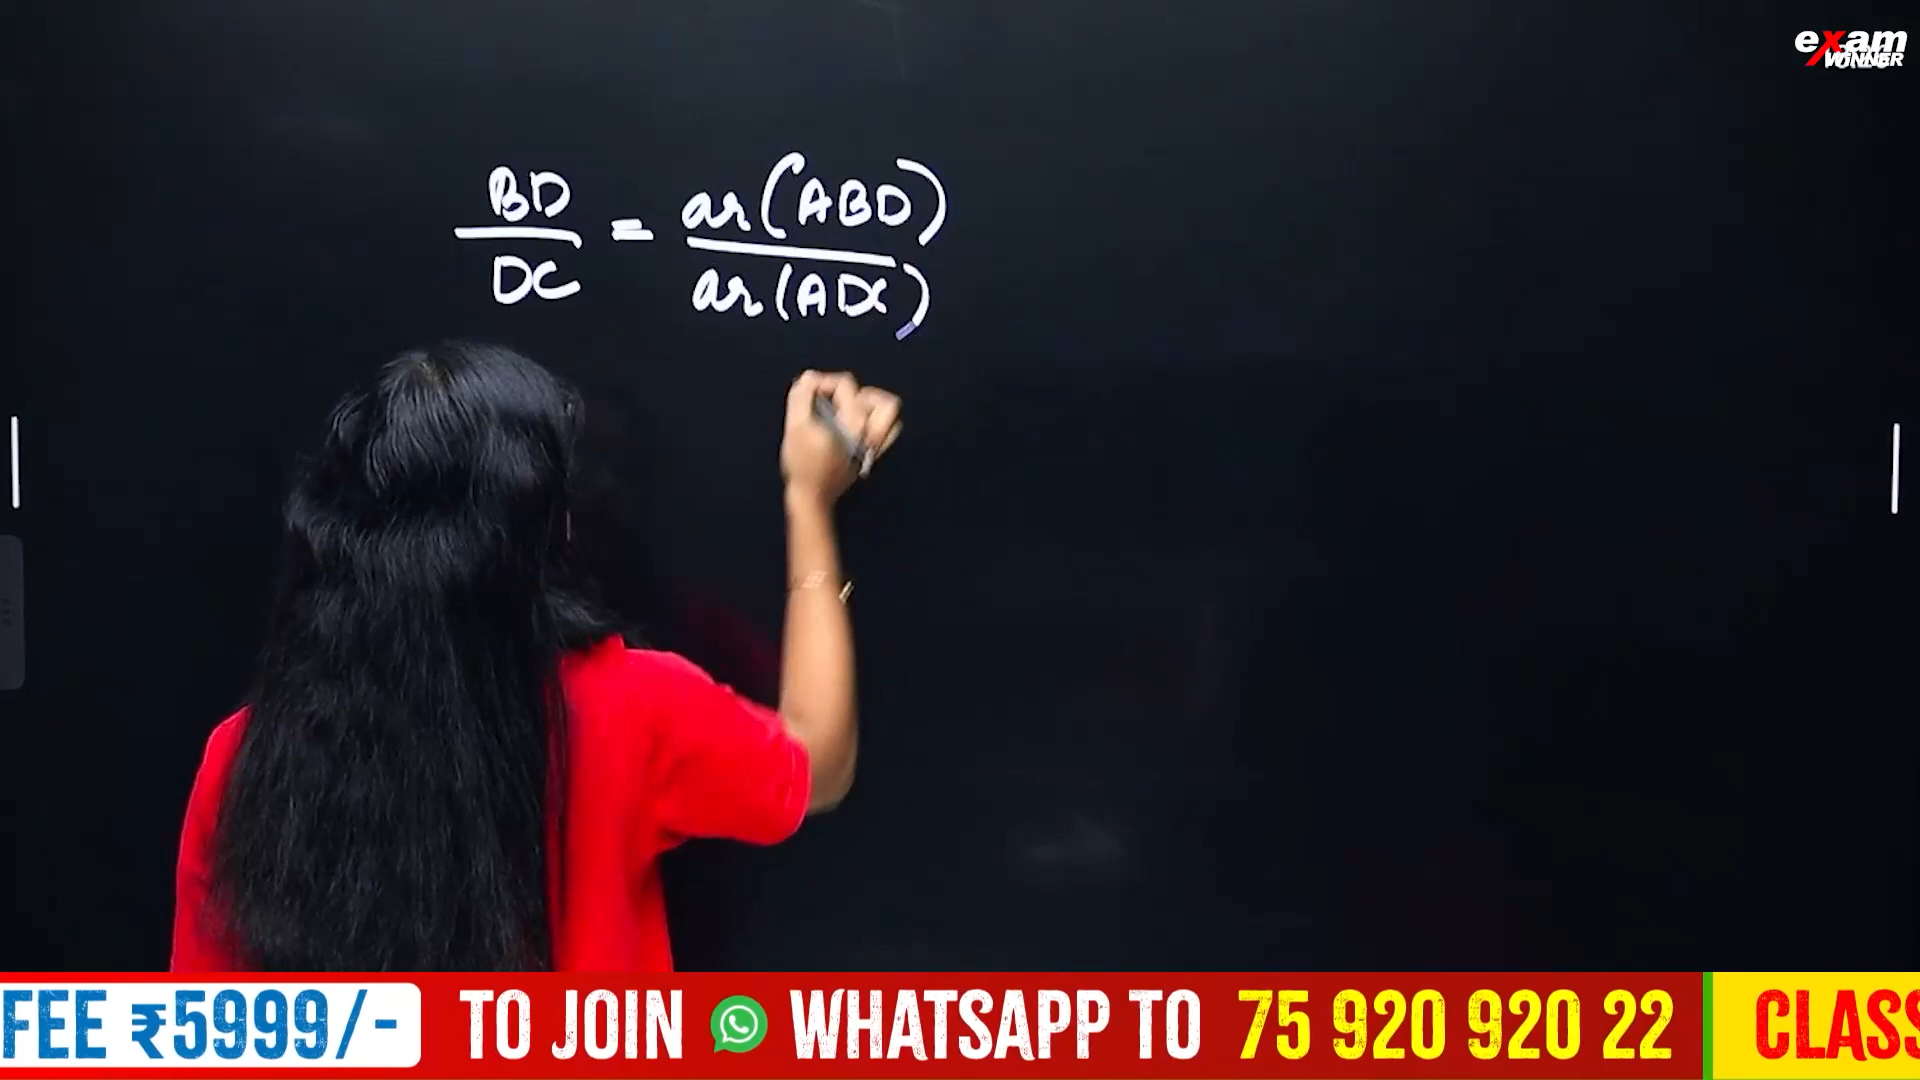 exam
WINNER
BD
DC
=
ar(ABD)
ar(ADC)
FEE ₹5999/- TO JOIN WHATSAPP TO 75 920 920 22 CLASS